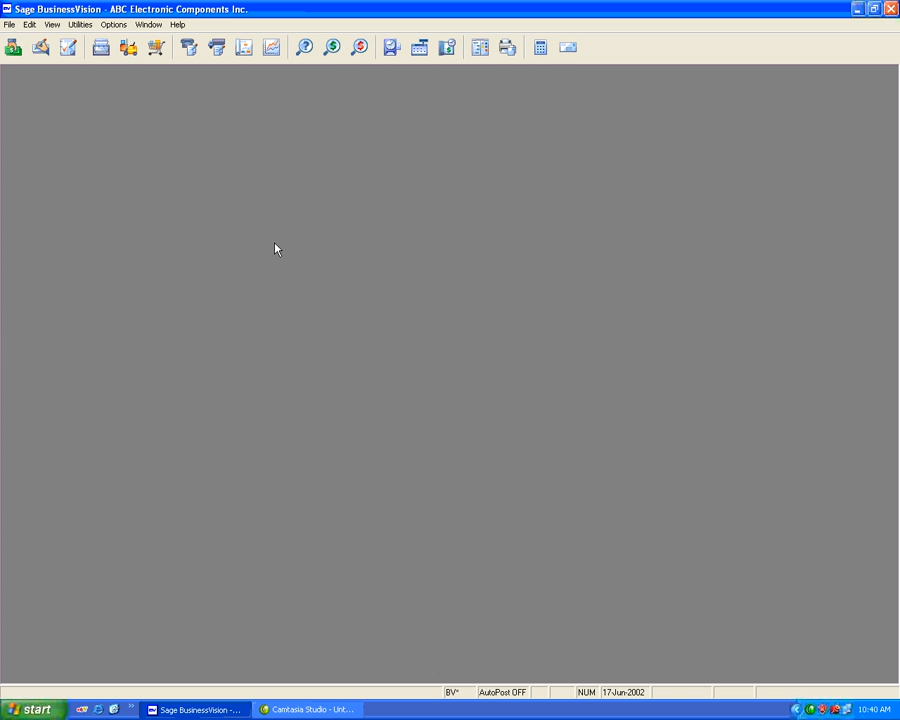 Sage BusinessVision - ABC Electronic Components Inc.
File Edit View Utilities Options Window Help
BV* AutoPost OFF NUM 17-Jun-2002
start Sage BusinessVision -... Camtasia Studio - Unt... 10:40 AM